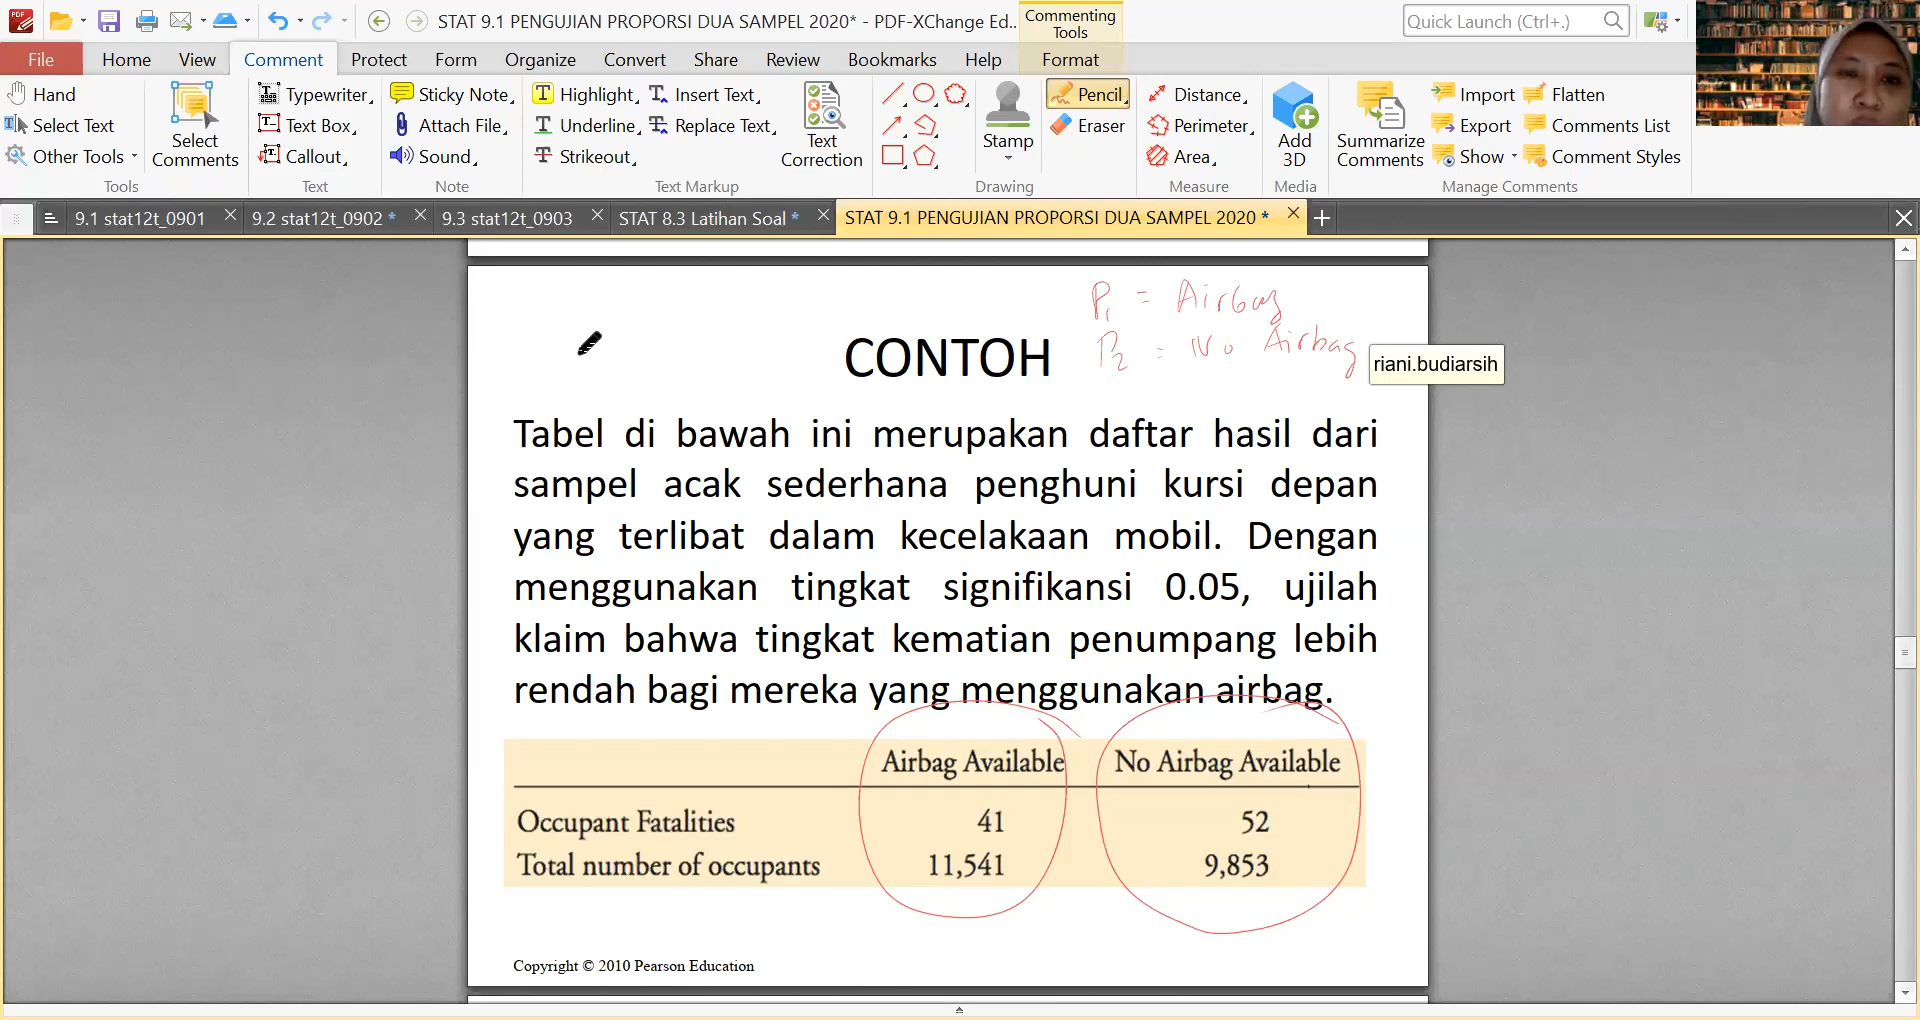 STAT 9.1 PENGUJIAN PROPORSI DUA SAMPEL 2020* - PDF-XChange Ed...
Commenting Tools
Quick Launch (Ctrl+.)
File Home View Comment Protect Form Organize Convert Share Review Bookmarks Help Format
Hand
Select Text
Other Tools
Select Comments
Tools
Typewriter
Text Box
Callout
Text
Sticky Note
Attach File
Sound
Note
Highlight
Underline
Strikeout
Insert Text
Replace Text
Text Correction
Text Markup
Stamp
Pencil
Eraser
Drawing
Distance
Perimeter
Area
Measure
Add 3D
Media
Summarize Comments
Import
Export
Show
Flatten
Comments List
Comment Styles
Manage Comments
9.1 stat12t_0901
9.2 stat12t_0902 *
9.3 stat12t_0903
STAT 8.3 Latihan Soal *
STAT 9.1 PENGUJIAN PROPORSI DUA SAMPEL 2020 *
P1 = Airbag
P2 = No Airbag
riani.budiarsih
CONTOH
Tabel di bawah ini merupakan daftar hasil dari
sampel acak sederhana penghuni kursi depan
yang terlibat dalam kecelakaan mobil. Dengan
menggunakan tingkat signifikansi 0.05, ujilah
klaim bahwa tingkat kematian penumpang lebih
rendah bagi mereka yang menggunakan airbag.
Airbag Available No Airbag Available
Occupant Fatalities 41 52
Total number of occupants 11,541 9,853
Copyright © 2010 Pearson Education